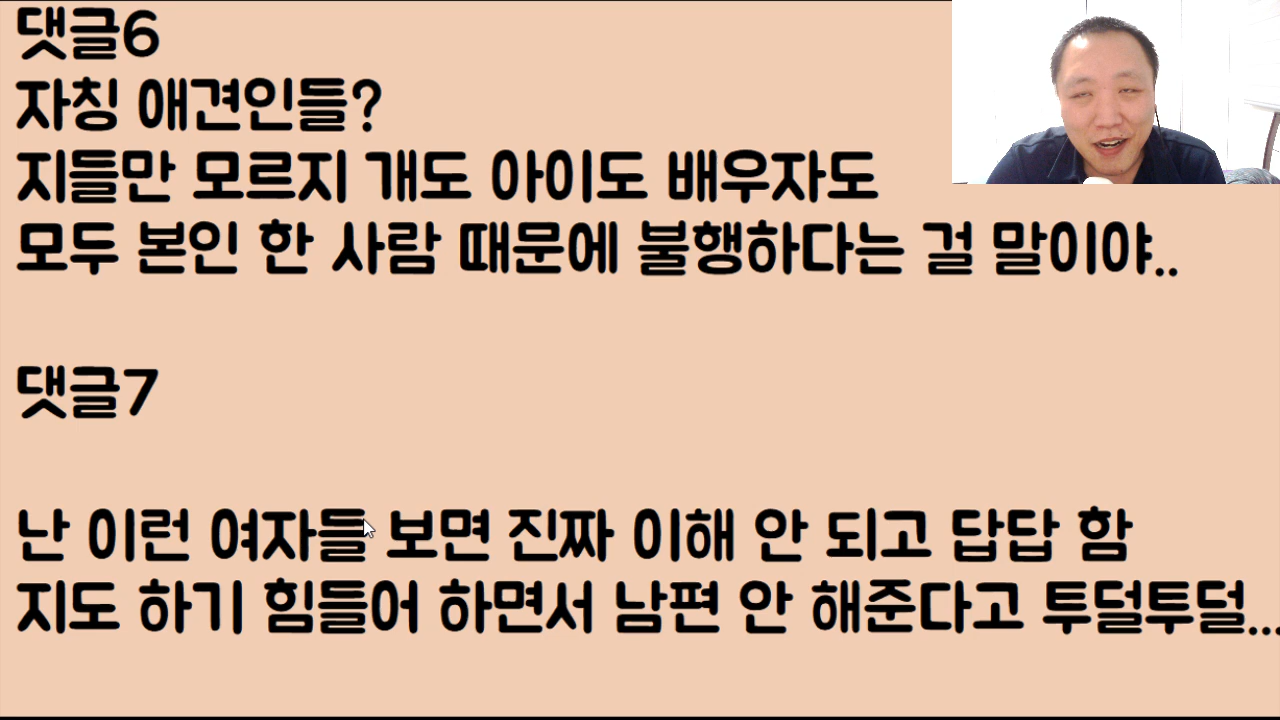 댓글6
자칭 애견인들?
지들만 모르지 개도 아이도 배우자도
모두 본인 한 사람 때문에 불행하다는 걸 말이야..
댓글7
난 이런 여자들 보면 진짜 이해 안 되고 답답 함
지도 하기 힘들어 하면서 남편 안 해준다고 투덜투덜...